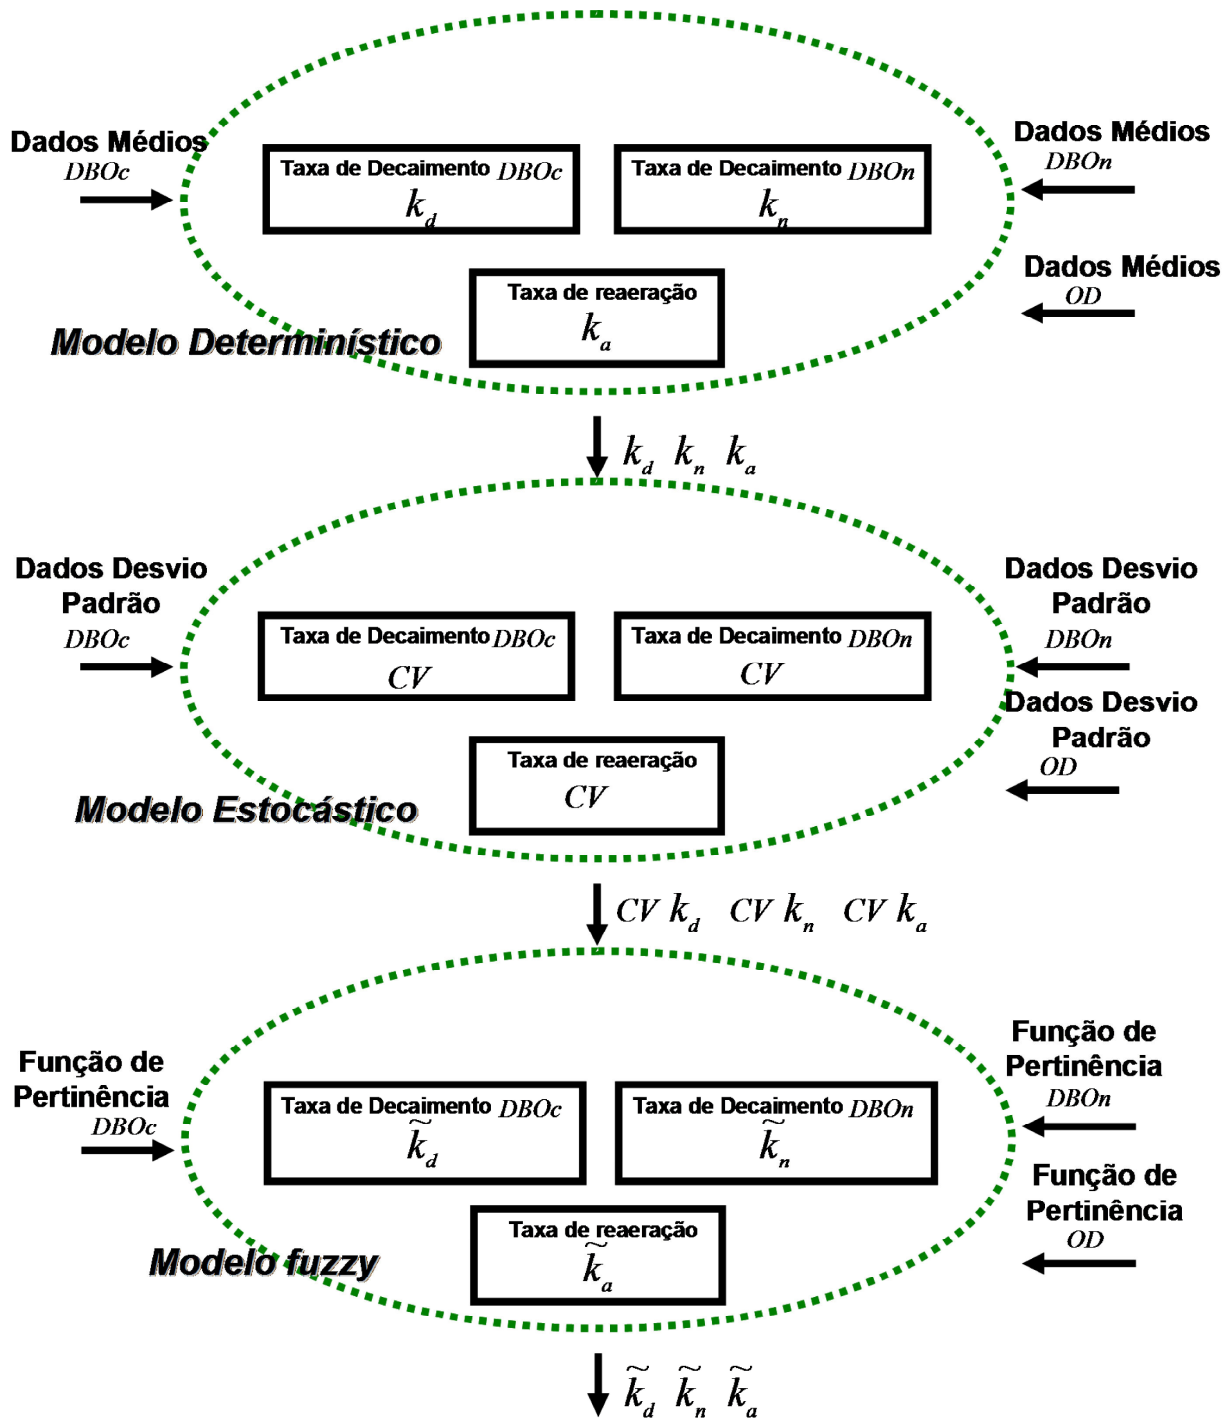 Dados Médios
DBOc
Dados Médios
DBOn
Taxa de Decaimento DBOc
k_d
Taxa de Decaimento DBOn
k_n
Dados Médios
OD
Taxa de reaeração
k_a
Modelo Determinístico
k_d k_n k_a
Dados Desvio
Padrão
DBOc
Dados Desvio
Padrão
DBOn
Taxa de Decaimento DBOc
CV
Taxa de Decaimento DBOn
CV
Dados Desvio
Padrão
OD
Taxa de reaeração
CV
Modelo Estocástico
CV k_d CV k_n CV k_a
Função de
Pertinência
DBOc
Função de
Pertinência
DBOn
Taxa de Decaimento DBOc
k̃_d
Taxa de Decaimento DBOn
k̃_n
Função de
Pertinência
OD
Taxa de reaeração
k̃_a
Modelo fuzzy
k̃_d k̃_n k̃_a